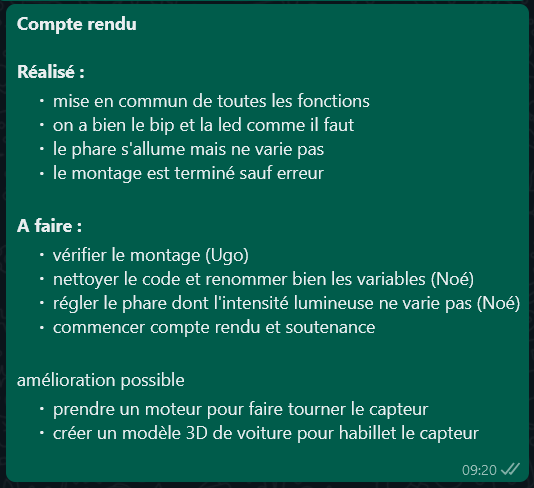 Compte rendu
Réalisé :
• mise en commun de toutes les fonctions
• on a bien le bip et la led comme il faut
• le phare s'allume mais ne varie pas
• le montage est terminé sauf erreur
A faire :
• vérifier le montage (Ugo)
• nettoyer le code et renommer bien les variables (Noé)
• régler le phare dont l'intensité lumineuse ne varie pas (Noé)
• commencer compte rendu et soutenance
amélioration possible
• prendre un moteur pour faire tourner le capteur
• créer un modèle 3D de voiture pour habillet le capteur
09:20